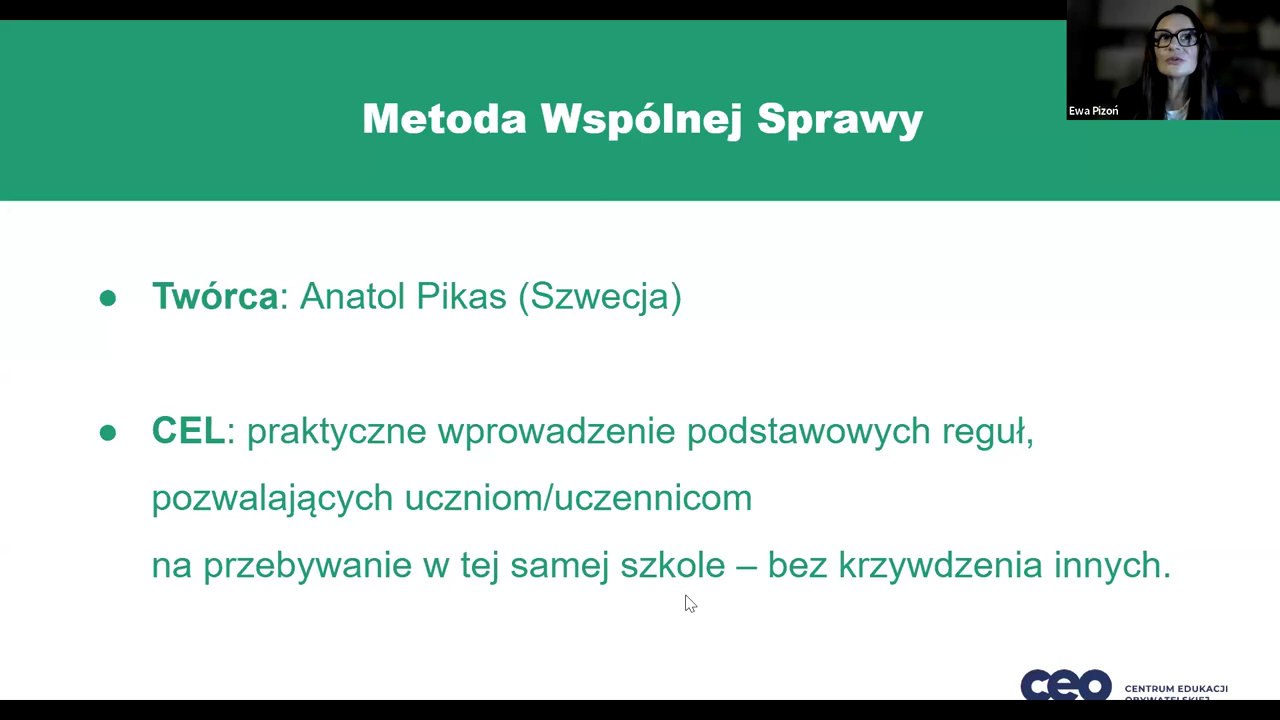 Ewa Pizoń
Metoda Wspólnej Sprawy
● Twórca: Anatol Pikas (Szwecja)
● CEL: praktyczne wprowadzenie podstawowych reguł,
pozwalających uczniom/uczennicom
na przebywanie w tej samej szkole – bez krzywdzenia innych.
ceo
CENTRUM EDUKACJI
OBYWATELSKIEJ